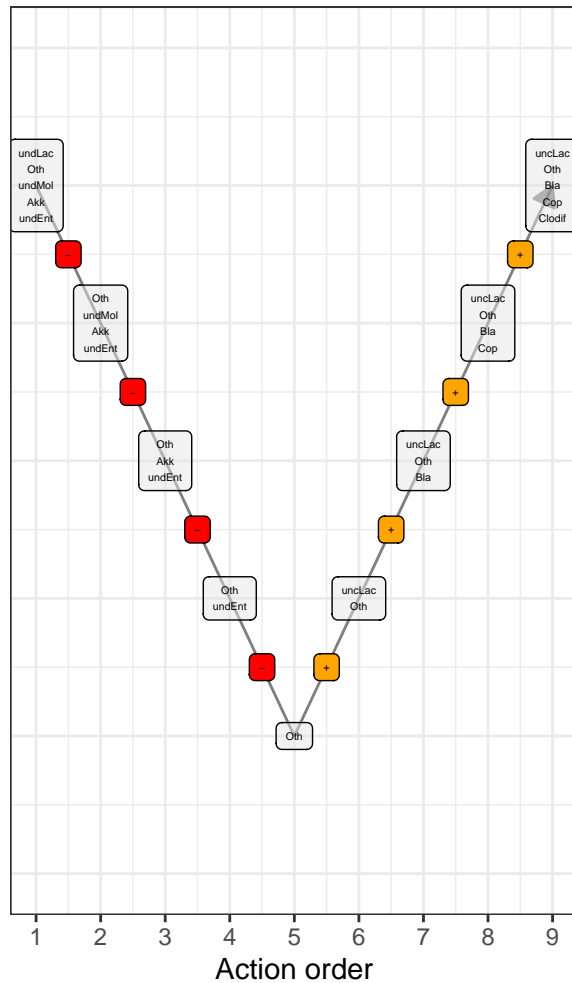 undLac
Oth
undMol
Akk
undEnt
uncLac
Oth
Bla
Cop
Clodif
-
+
Oth
undMol
Akk
undEnt
uncLac
Oth
Bla
Cop
-
+
Oth
Akk
undEnt
uncLac
Oth
Bla
-
+
Oth
undEnt
uncLac
Oth
-
+
Oth
1 2 3 4 5 6 7 8 9
Action order